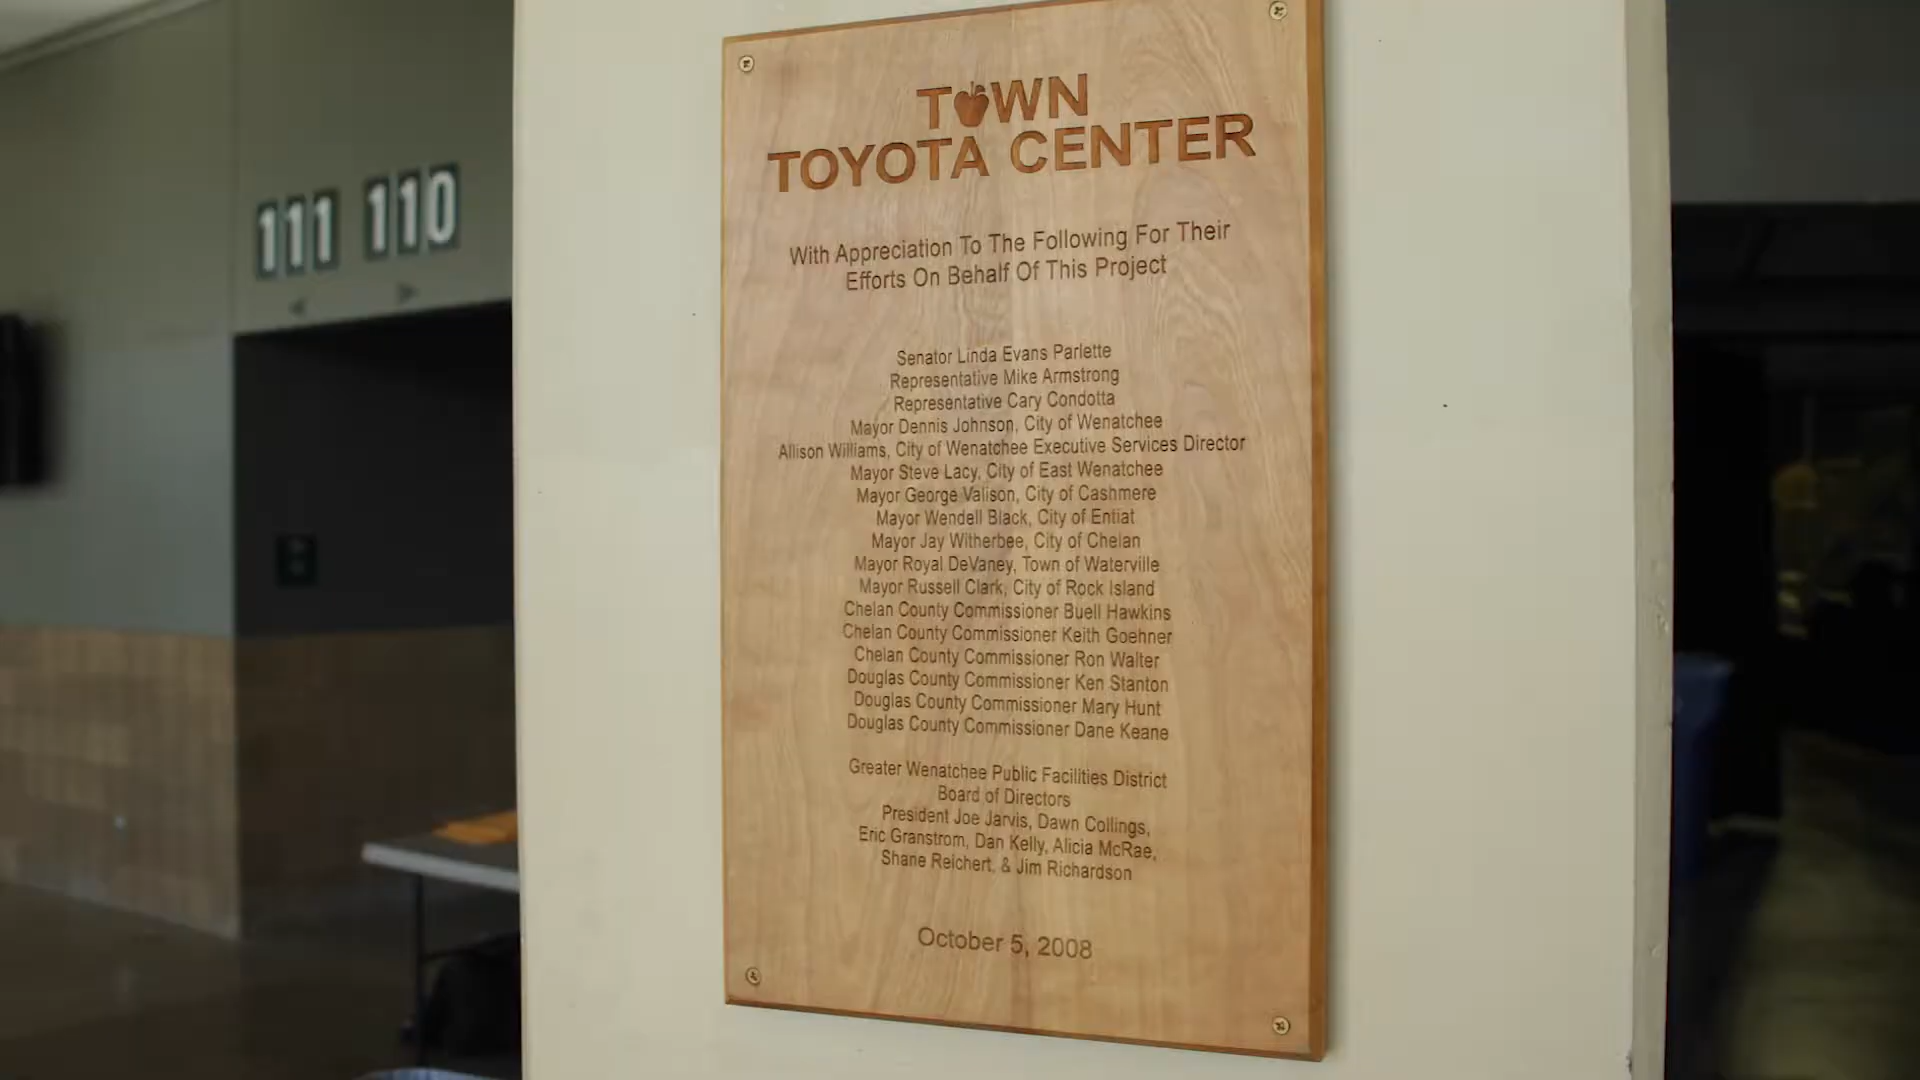 111 110
TOWN
TOYOTA CENTER
With Appreciation To The Following For Their
Efforts On Behalf Of This Project
Senator Linda Evans Parlette
Representative Mike Armstrong
Representative Cary Condotta
Mayor Dennis Johnson, City of Wenatchee
Allison Williams, City of Wenatchee Executive Services Director
Mayor Steve Lacy, City of East Wenatchee
Mayor George Valison, City of Cashmere
Mayor Wendell Black, City of Entiat
Mayor Jay Witherbee, City of Chelan
Mayor Royal DeVaney, Town of Waterville
Mayor Russell Clark, City of Rock Island
Chelan County Commissioner Buell Hawkins
Chelan County Commissioner Keith Goehner
Chelan County Commissioner Ron Walter
Douglas County Commissioner Ken Stanton
Douglas County Commissioner Mary Hunt
Douglas County Commissioner Dane Keane
Greater Wenatchee Public Facilities District
Board of Directors
President Joe Jarvis, Dawn Collings,
Eric Granstrom, Dan Kelly, Alicia McRae,
Shane Reichert, & Jim Richardson
October 5, 2008